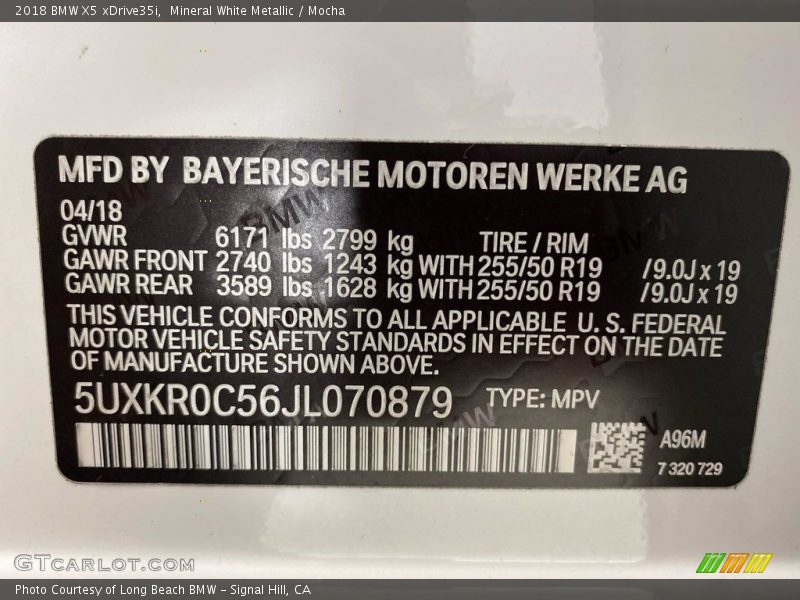 2018 BMW X5 xDrive35i,  Mineral White Metallic / Mocha
MFD BY BAYERISCHE MOTOREN WERKE AG
04/18
GVWR 6171 lbs 2799 kg TIRE / RIM
GAWR FRONT 2740 lbs 1243 kg WITH 255/50 R19 /9.0J x 19
GAWR REAR 3589 lbs 1628 kg WITH 255/50 R19 /9.0J x 19
THIS VEHICLE CONFORMS TO ALL APPLICABLE U. S. FEDERAL
MOTOR VEHICLE SAFETY STANDARDS IN EFFECT ON THE DATE
OF MANUFACTURE SHOWN ABOVE.
5UXKR0C56JL070879 TYPE: MPV
A96M
7 320 729
GTCARLOT.COM
Photo Courtesy of Long Beach BMW – Signal Hill, CA